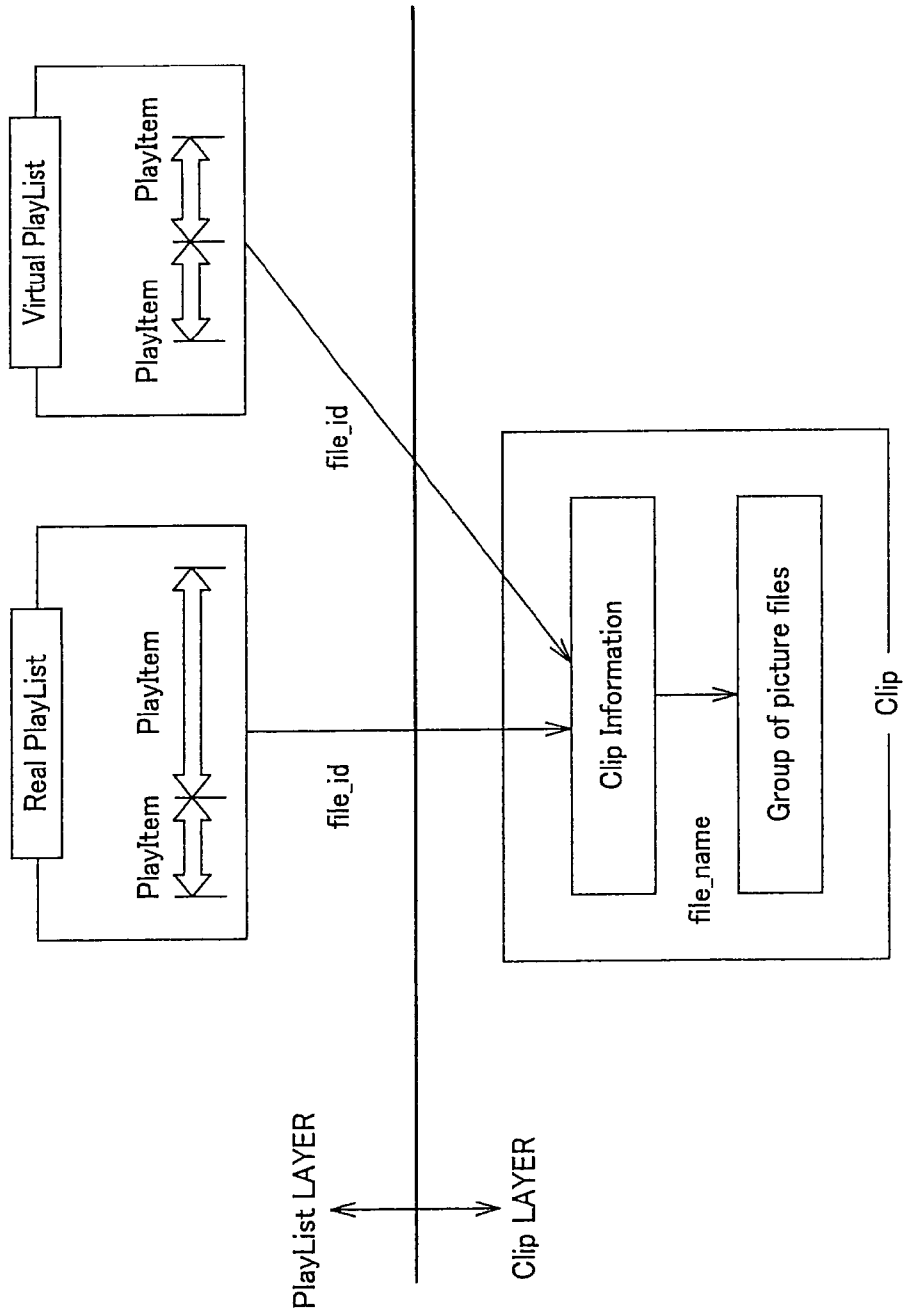 Real PlayList
Virtual PlayList
PlayItem
PlayItem
PlayItem
PlayItem
file_id
file_id
PlayList LAYER
Clip LAYER
Clip Information
file_name
Group of picture files
Clip